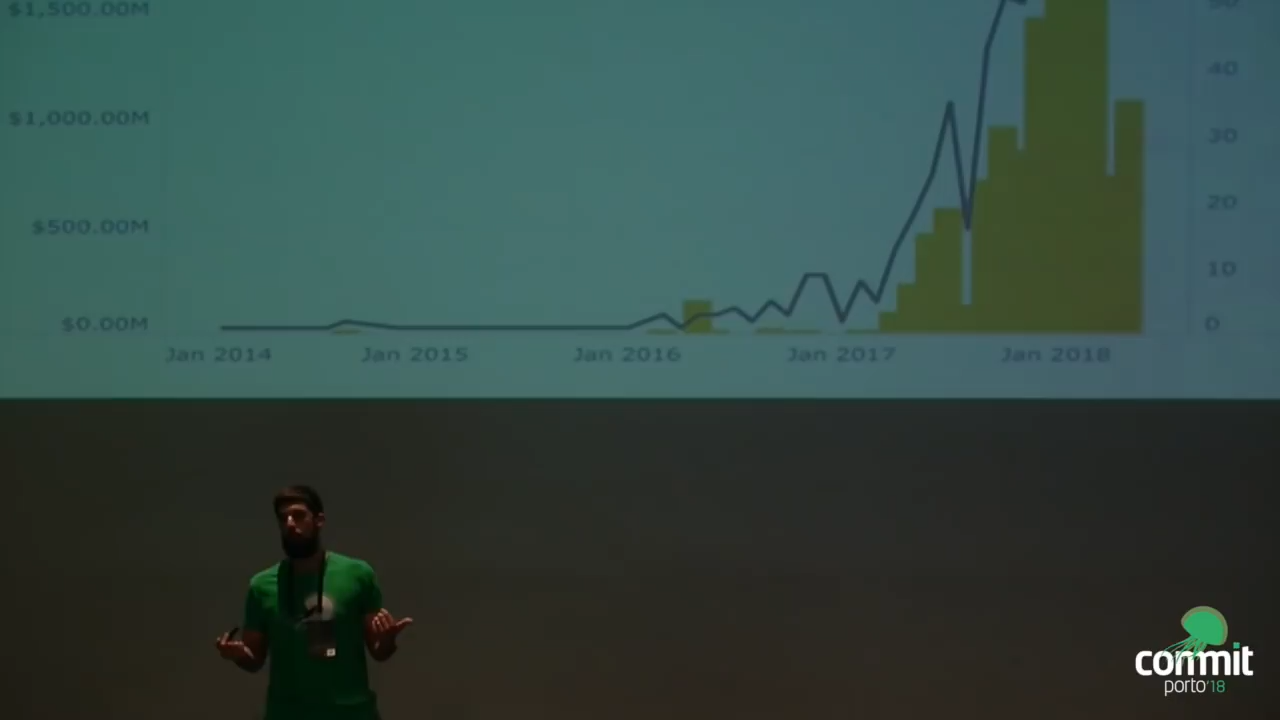 $1,500.00M
$1,000.00M
$500.00M
$0.00M
50
40
30
20
10
0
Jan 2014 Jan 2015 Jan 2016 Jan 2017 Jan 2018
commit
porto'18